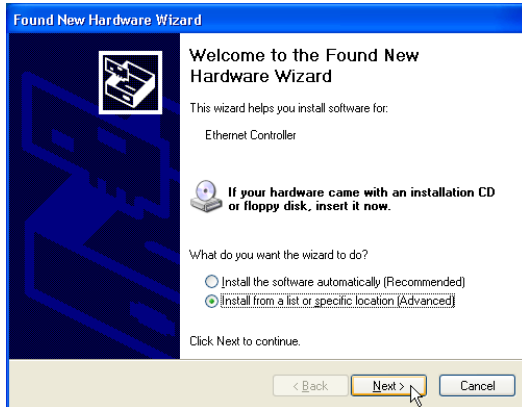 Found New Hardware Wizard
Welcome to the Found New
Hardware Wizard
This wizard helps you install software for:
Ethernet Controller
If your hardware came with an installation CD
or floppy disk, insert it now.
What do you want the wizard to do?
Install the software automatically (Recommended)
Install from a list or specific location (Advanced)
Click Next to continue.
< Back Next > Cancel